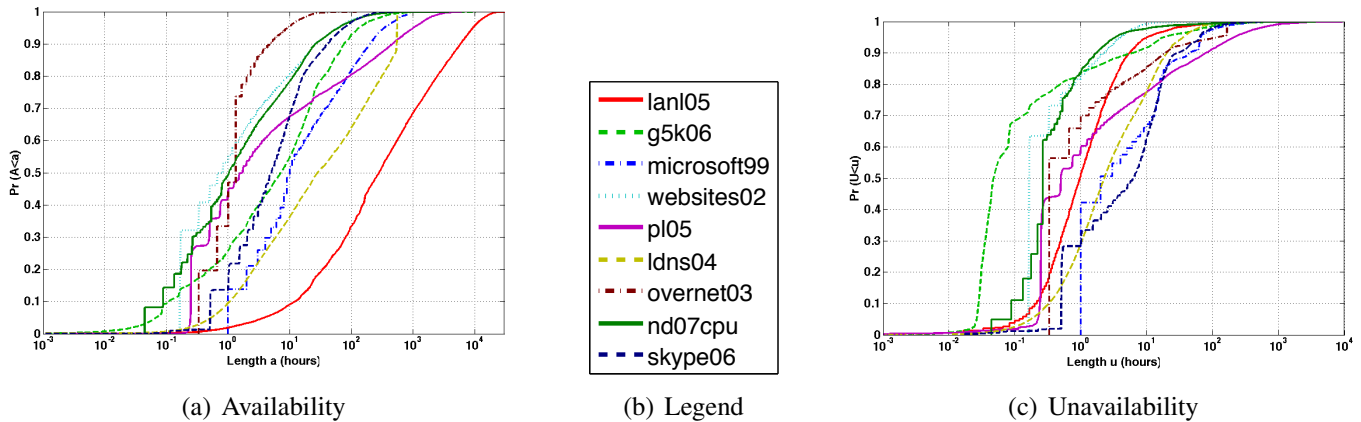 1
0.9
0.8
0.7
0.6
0.5
0.4
0.3
0.2
0.1
0
Pr (A<a)
10^-3 10^-2 10^-1 10^0 10^1 10^2 10^3 10^4
Length a (hours)
(a) Availability
lanl05
g5k06
microsoft99
websites02
pl05
ldns04
overnet03
nd07cpu
skype06
(b) Legend
1
0.9
0.8
0.7
0.6
0.5
0.4
0.3
0.2
0.1
0
Pr (U<u)
10^-3 10^-2 10^-1 10^0 10^1 10^2 10^3 10^4
Length u (hours)
(c) Unavailability